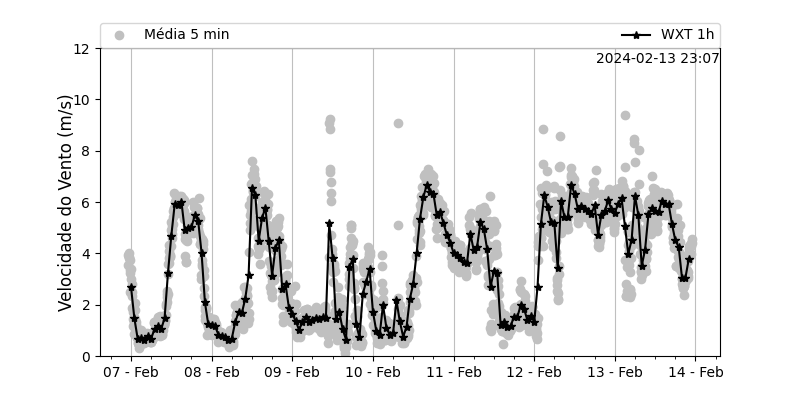 Média 5 min
WXT 1h
2024-02-13 23:07
Velocidade do Vento (m/s)
12
10
8
6
4
2
0
07 - Feb
08 - Feb
09 - Feb
10 - Feb
11 - Feb
12 - Feb
13 - Feb
14 - Feb